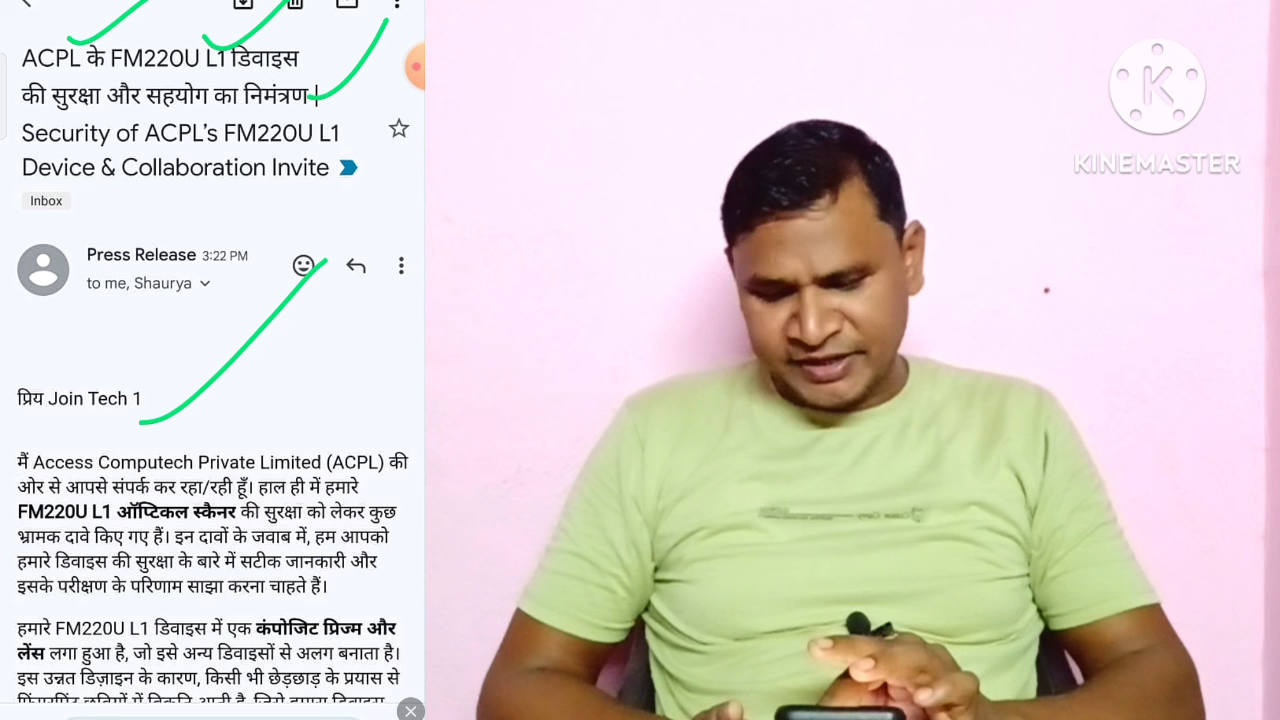 ACPL के FM220U L1 डिवाइस
की सुरक्षा और सहयोग का निमंत्रण |
Security of ACPL’s FM220U L1
Device & Collaboration Invite
Inbox
Press Release 3:22 PM
to me, Shaurya
प्रिय Join Tech 1
मैं Access Computech Private Limited (ACPL) की
ओर से आपसे संपर्क कर रहा/रही हूँ। हाल ही में हमारे
FM220U L1 ऑप्टिकल स्कैनर की सुरक्षा को लेकर कुछ
भ्रामक दावे किए गए हैं। इन दावों के जवाब में, हम आपको
हमारे डिवाइस की सुरक्षा के बारे में सटीक जानकारी और
इसके परीक्षण के परिणाम साझा करना चाहते हैं।
हमारे FM220U L1 डिवाइस में एक कंपोजिट प्रिज्म और
लेंस लगा हुआ है, जो इसे अन्य डिवाइसों से अलग बनाता है।
इस उन्नत डिज़ाइन के कारण, किसी भी छेड़छाड़ के प्रयास से
K
KINEMASTER